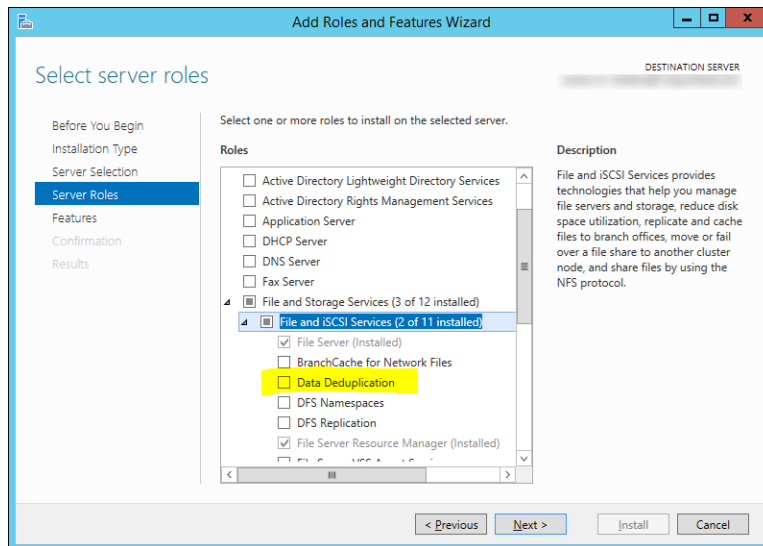 Add Roles and Features Wizard
Select server roles
DESTINATION SERVER
Before You Begin
Installation Type
Server Selection
Server Roles
Features
Confirmation
Results
Select one or more roles to install on the selected server.
Roles
Active Directory Lightweight Directory Services
Active Directory Rights Management Services
Application Server
DHCP Server
DNS Server
Fax Server
File and Storage Services (3 of 12 installed)
File and iSCSI Services (2 of 11 installed)
File Server (Installed)
BranchCache for Network Files
Data Deduplication
DFS Namespaces
DFS Replication
File Server Resource Manager (Installed)
Description
File and iSCSI Services provides
technologies that help you manage
file servers and storage, reduce disk
space utilization, replicate and cache
files to branch offices, move or fail
over a file share to another cluster
node, and share files by using the
NFS protocol.
< Previous
Next >
Install
Cancel